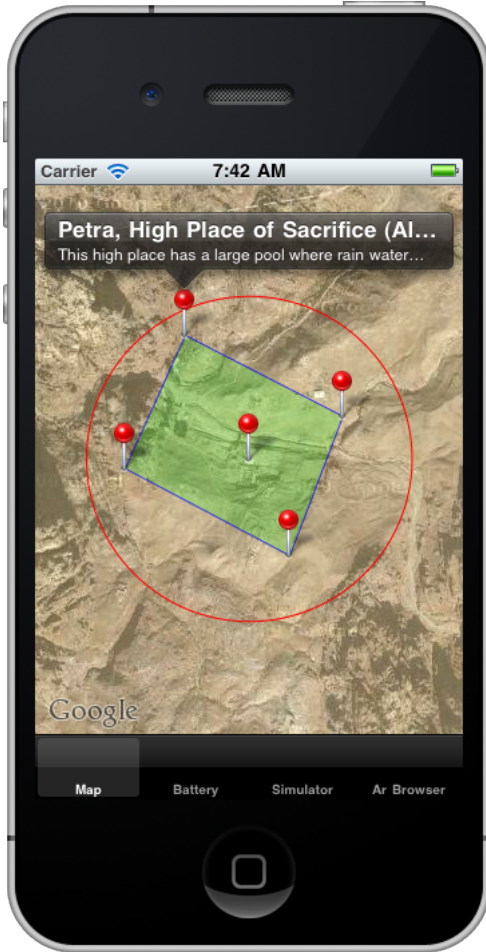 Carrier 7:42 AM
Petra, High Place of Sacrifice (Al...
This high place has a large pool where rain water...
Google
Map Battery Simulator Ar Browser